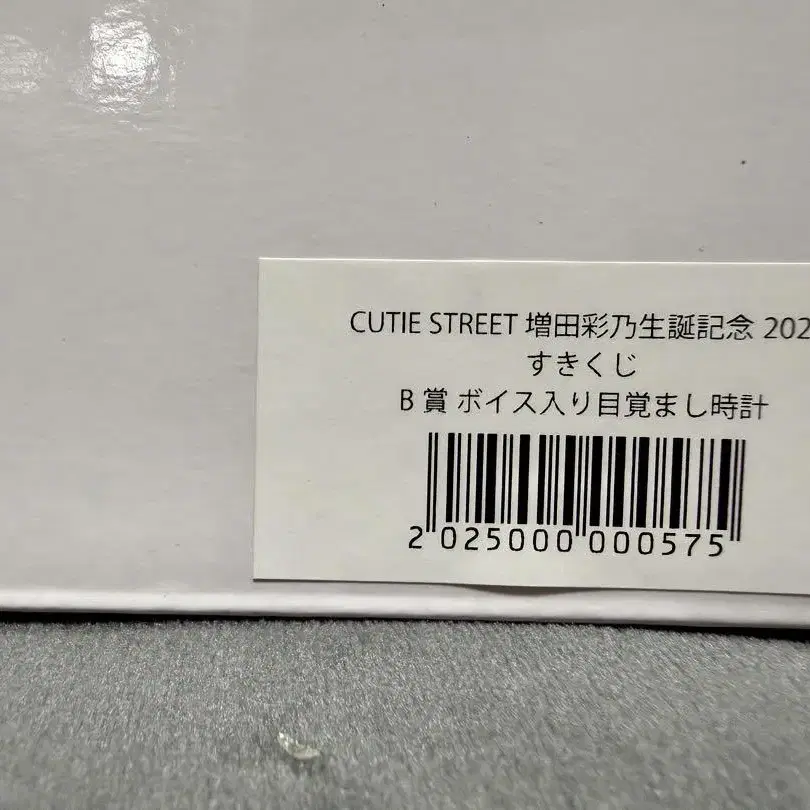 CUTIE STREET 増田彩乃生誕記念 202
すきくじ
B 賞 ボイス入り目覚まし時計
2 025000 000575